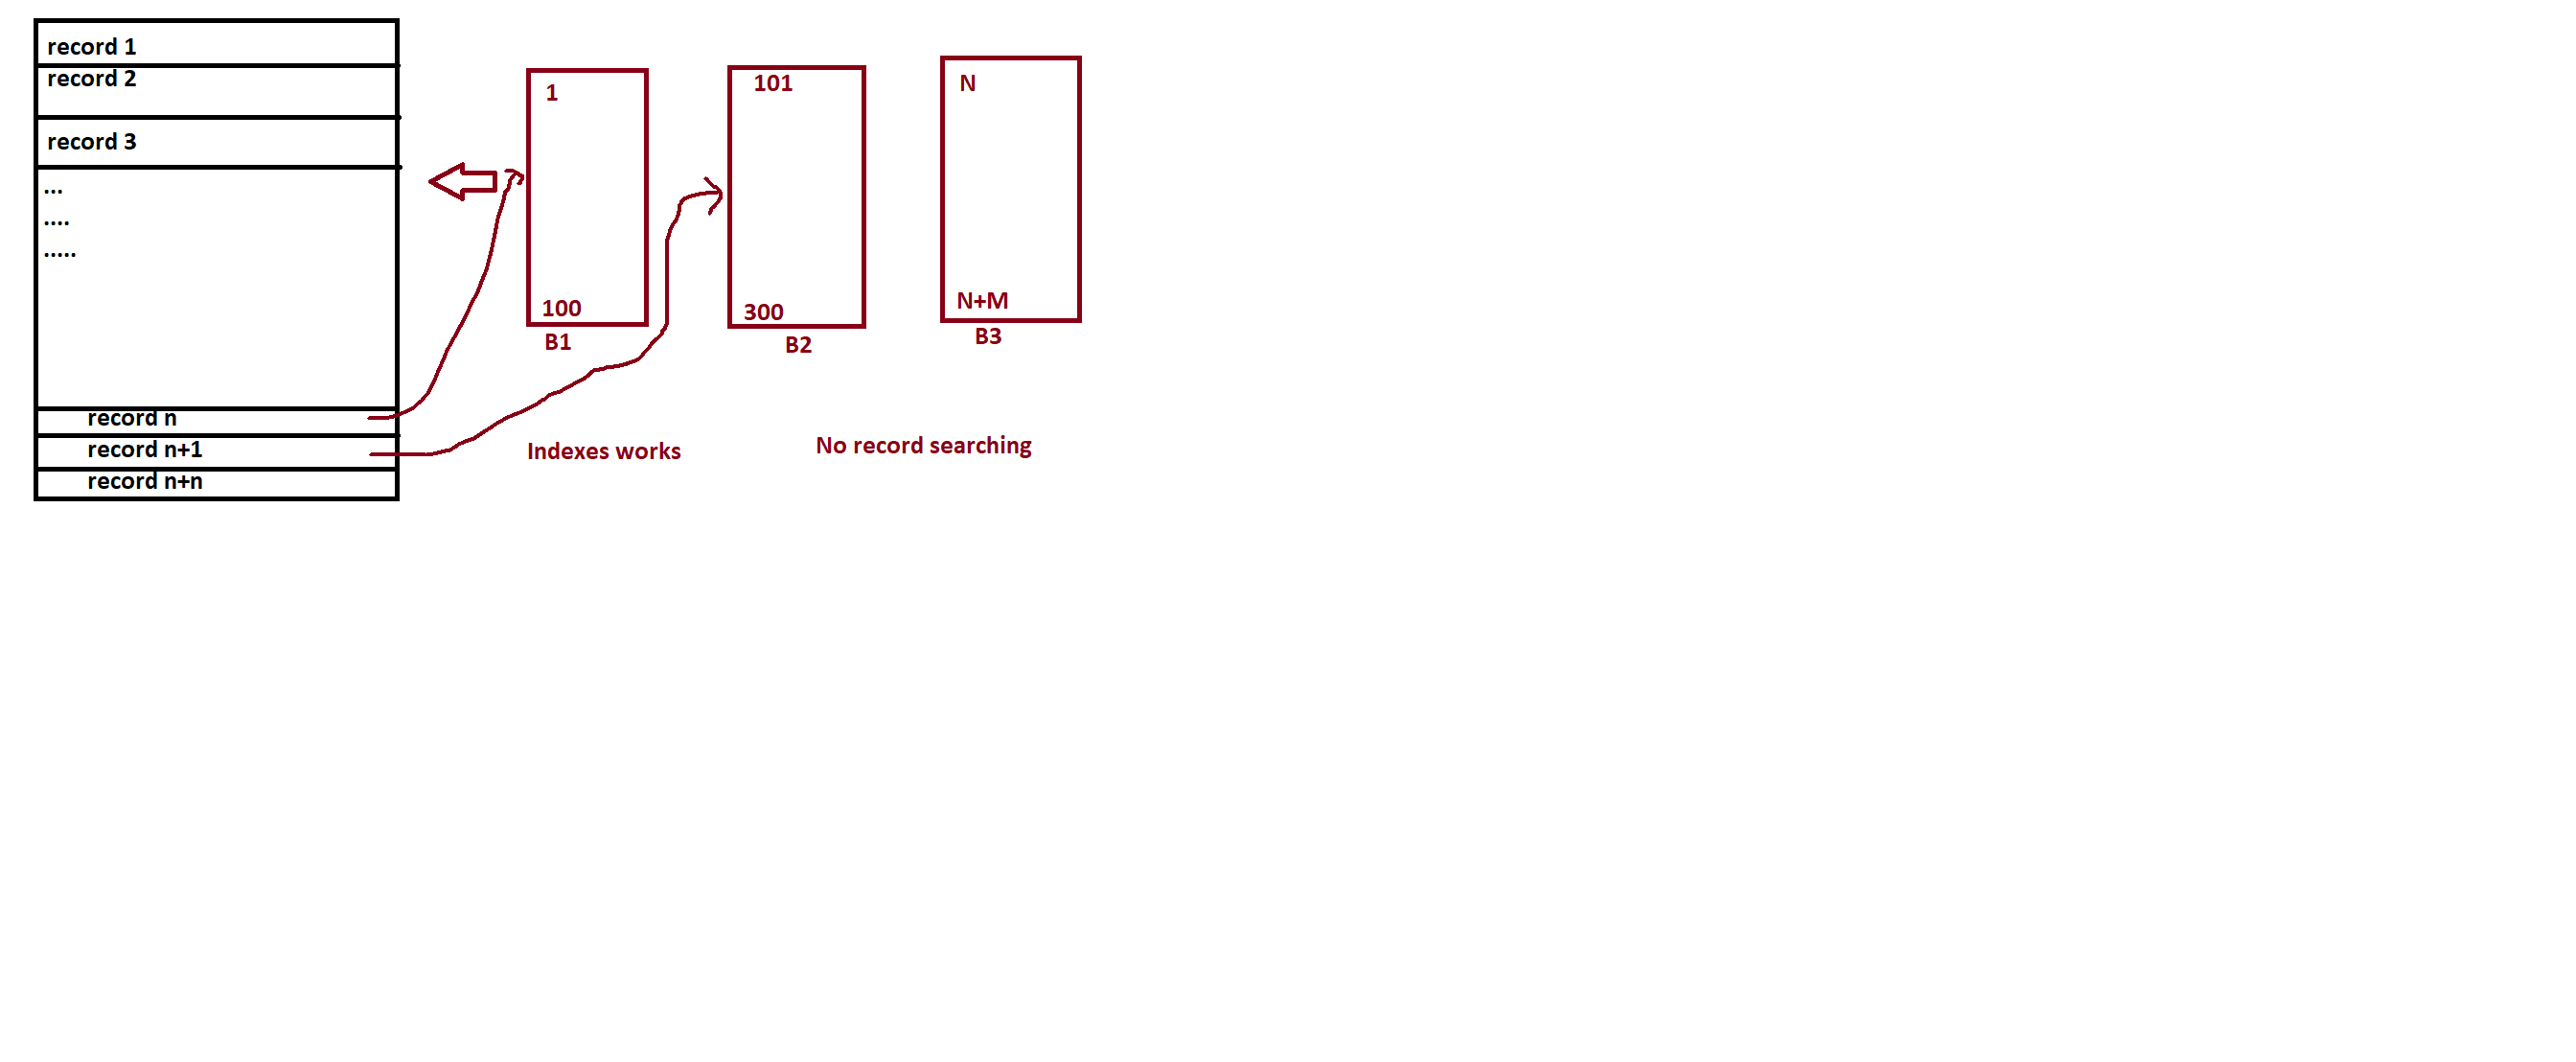 record 1
record 2
record 3
...
....
.....
record n
record n+1
record n+n
1
100
B1
101
300
B2
N
N+M
B3
Indexes works
No record searching